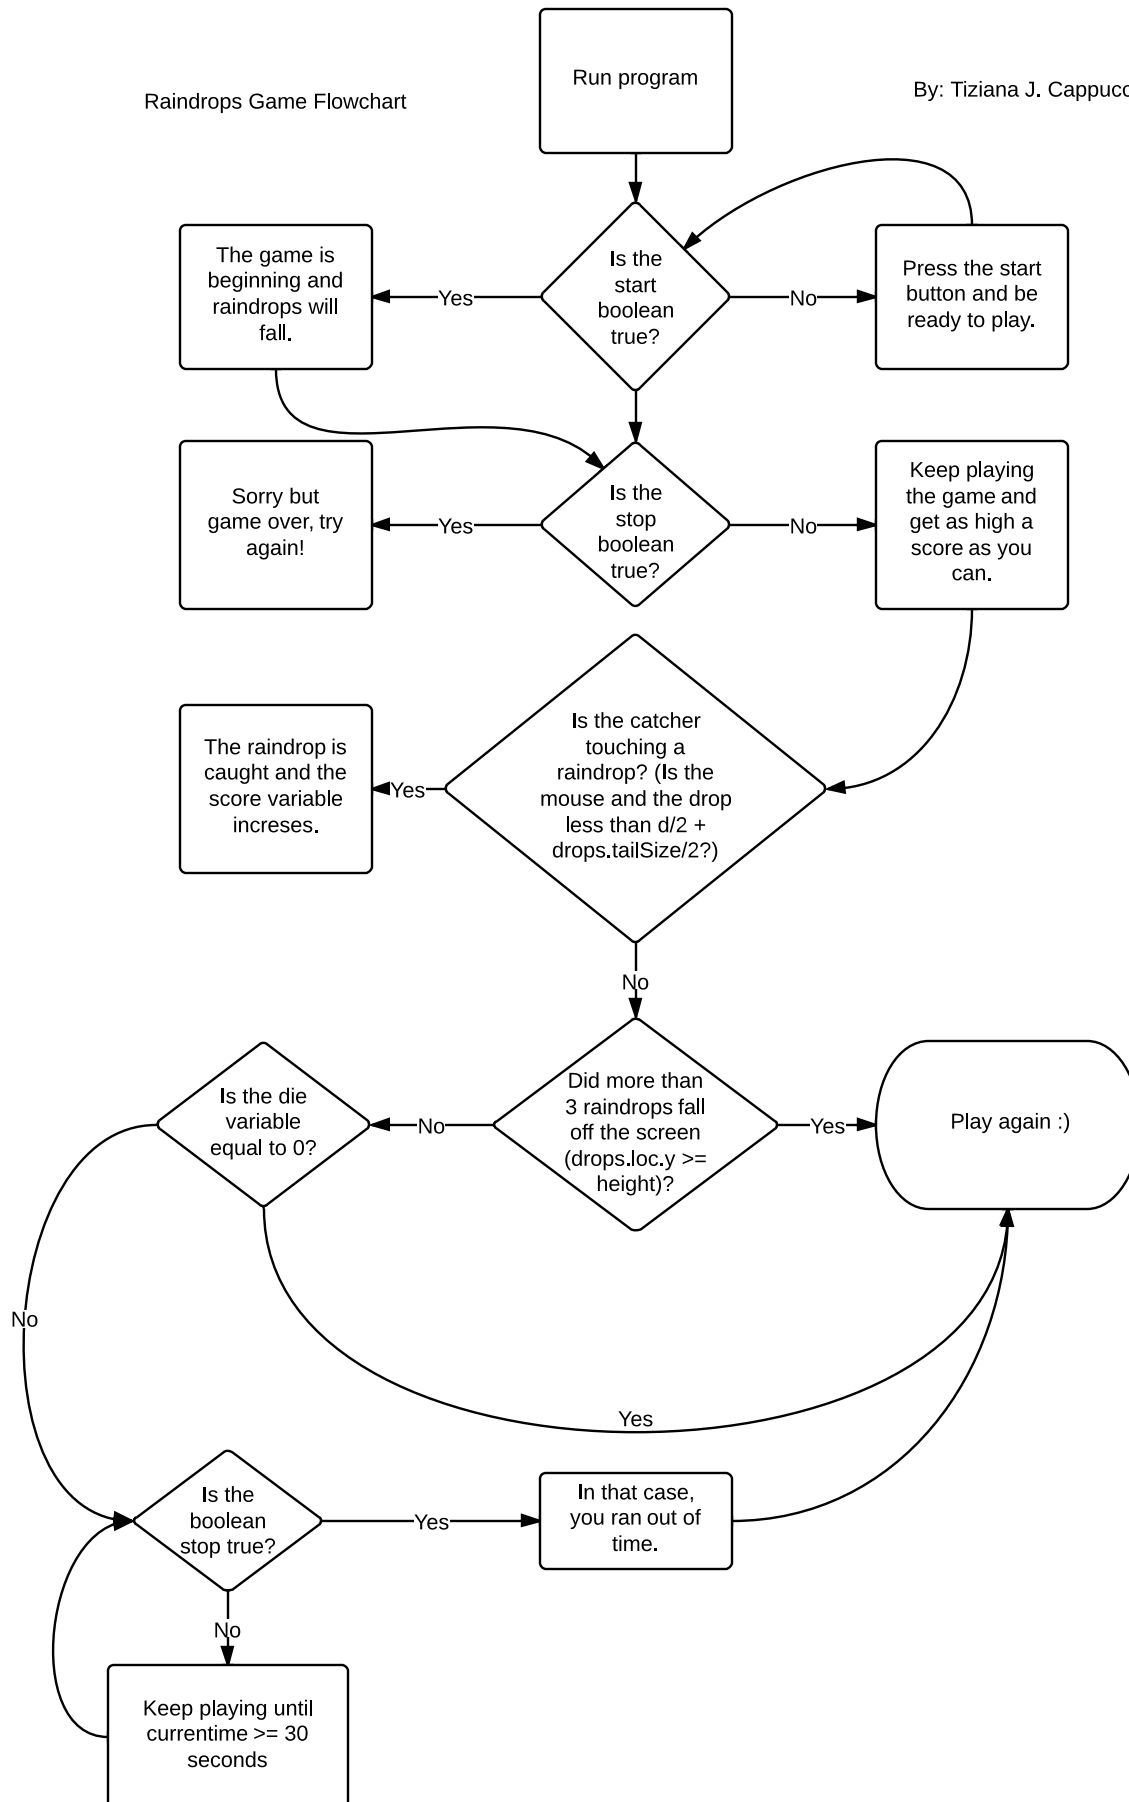 Run program
Raindrops Game Flowchart
By: Tiziana J. Cappucc
The game is
beginning and
raindrops will
fall.
Yes
Is the
start
boolean
true?
No
Press the start
button and be
ready to play.
Sorry but
game over, try
again!
Yes
Is the
stop
boolean
true?
No
Keep playing
the game and
get as high a
score as you
can.
The raindrop is
caught and the
score variable
increses.
Yes
Is the catcher
touching a
raindrop? (Is the
mouse and the drop
less than d/2 +
drops.tailSize/2?)
No
Is the die
variable
equal to 0?
No
Did more than
3 raindrops fall
off the screen
(drops.loc.y >=
height)?
Yes
Play again :)
No
Yes
Is the
boolean
stop true?
Yes
In that case,
you ran out of
time.
No
Keep playing until
currentime >= 30
seconds